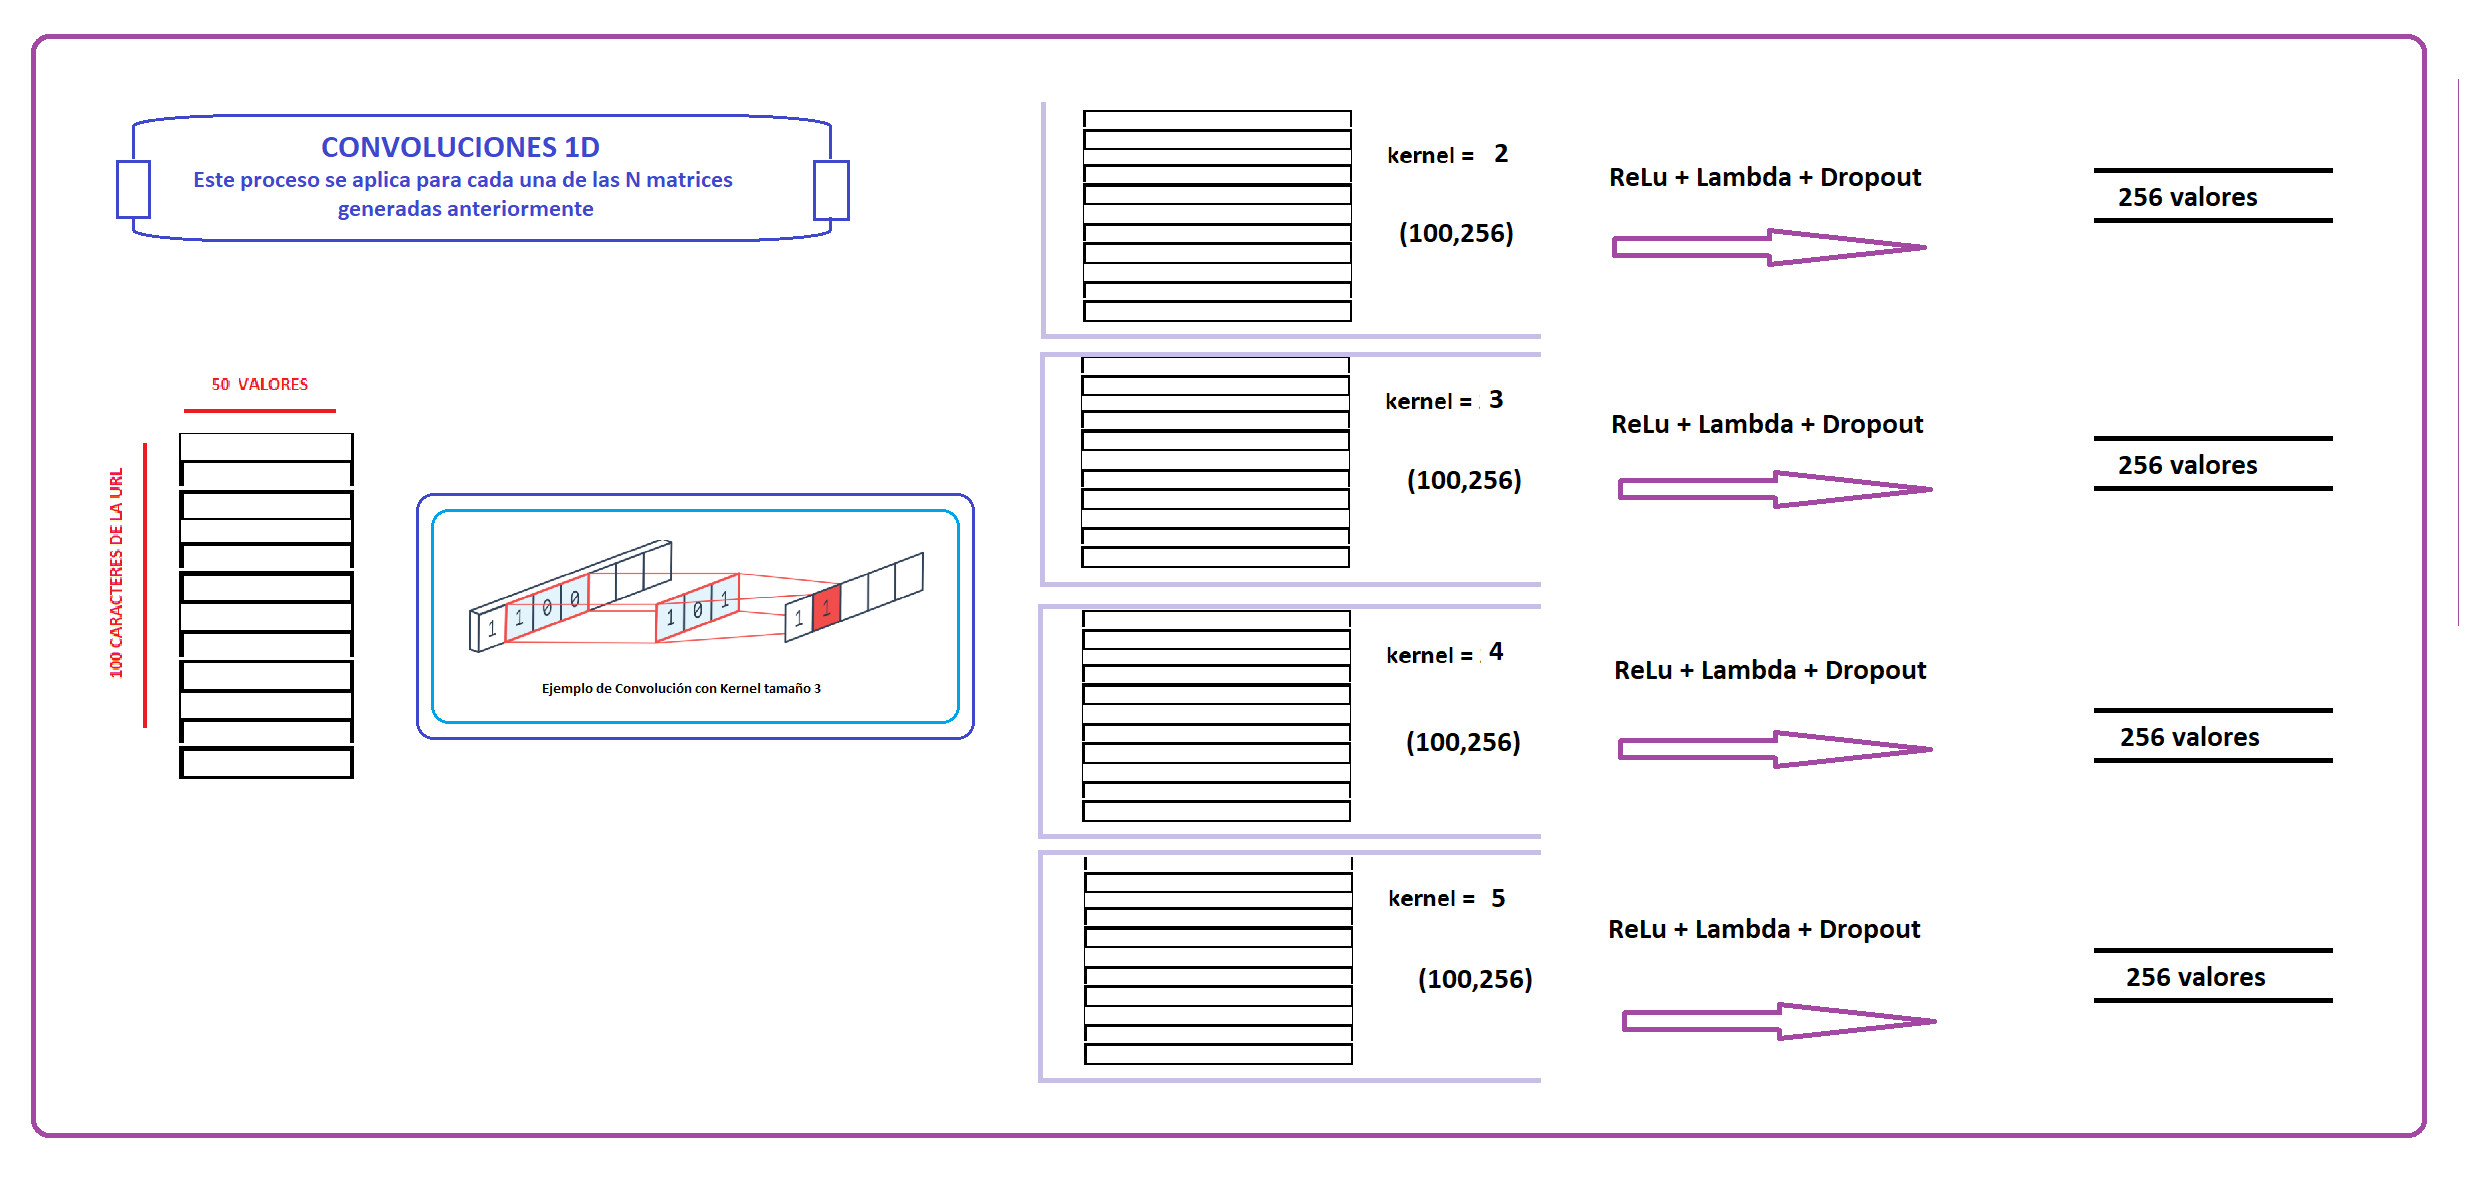 CONVOLUCIONES 1D
Este proceso se aplica para cada una de las N matrices
generadas anteriormente
50 VALORES
100 CARACTERES DE LA URL
1 1 0 0
1 0 1
1 1
Ejemplo de Convolución con Kernel tamaño 3
kernel = 2
(100,256)
ReLu + Lambda + Dropout
256 valores
kernel = 3
(100,256)
ReLu + Lambda + Dropout
256 valores
kernel = 4
(100,256)
ReLu + Lambda + Dropout
256 valores
kernel = 5
(100,256)
ReLu + Lambda + Dropout
256 valores